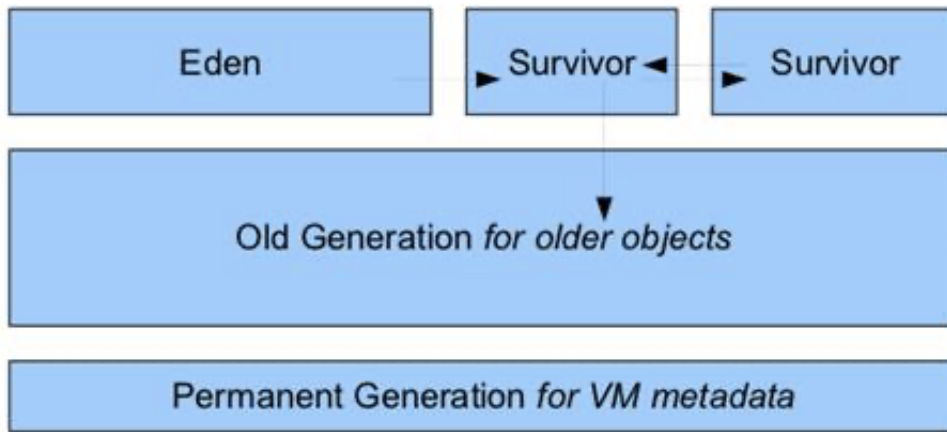 Eden
Survivor
Survivor
Old Generation for older objects
Permanent Generation for VM metadata